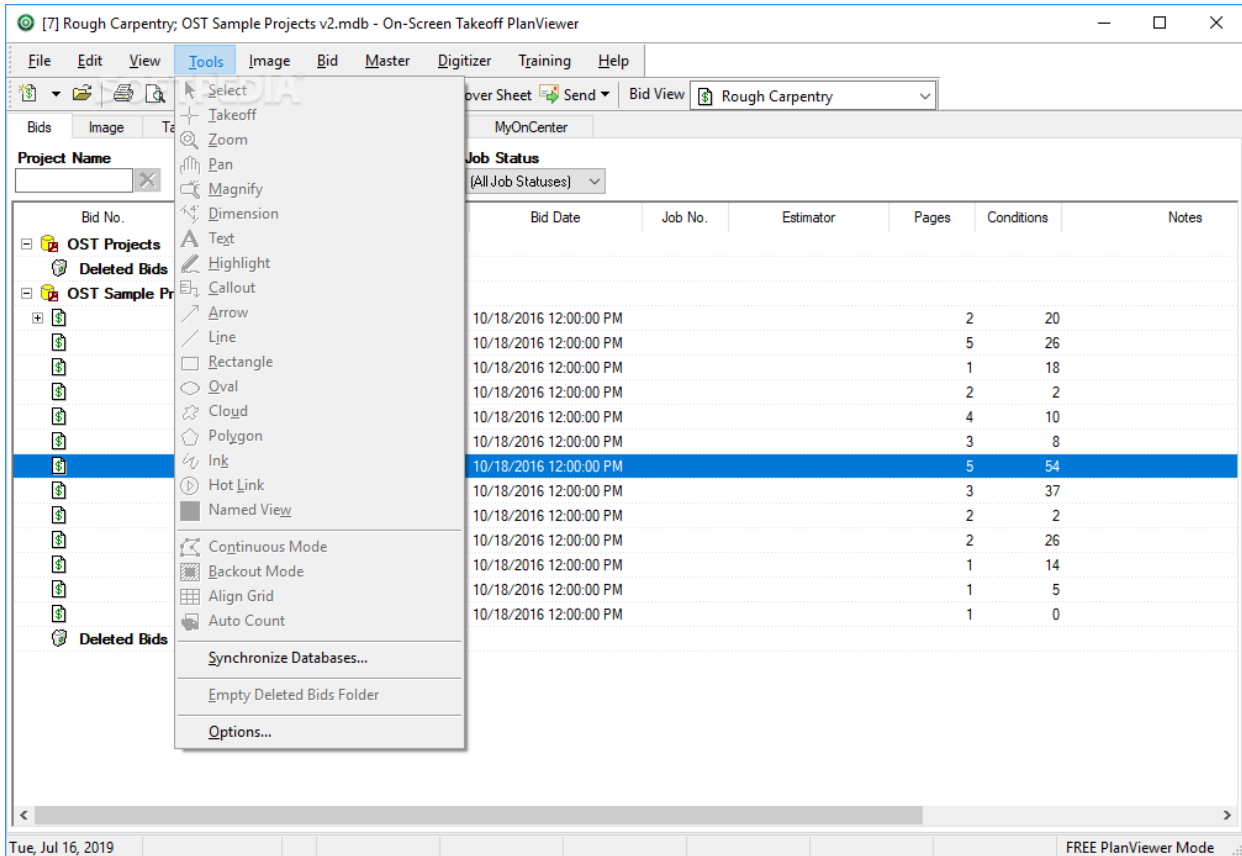 [7] Rough Carpentry; OST Sample Projects v2.mdb - On-Screen Takeoff PlanViewer
File Edit View Tools Image Bid Master Digitizer Training Help
SOFTPEDIA
Send Bid View Rough Carpentry
Bids Image MyOnCenter
Project Name Job Status
(All Job Statuses)
Bid No. Bid Date Job No. Estimator Pages Conditions Notes
OST Projects
Deleted Bids
OST Sample Pr
10/18/2016 12:00:00 PM 2 20
10/18/2016 12:00:00 PM 5 26
10/18/2016 12:00:00 PM 1 18
10/18/2016 12:00:00 PM 2 2
10/18/2016 12:00:00 PM 4 10
10/18/2016 12:00:00 PM 3 8
10/18/2016 12:00:00 PM 5 54
10/18/2016 12:00:00 PM 3 37
10/18/2016 12:00:00 PM 2 2
10/18/2016 12:00:00 PM 2 26
10/18/2016 12:00:00 PM 1 14
10/18/2016 12:00:00 PM 1 5
10/18/2016 12:00:00 PM 1 0
Deleted Bids
Select
Takeoff
Zoom
Pan
Magnify
Dimension
Text
Highlight
Callout
Arrow
Line
Rectangle
Oval
Cloud
Polygon
Ink
Hot Link
Named View
Continuous Mode
Backout Mode
Align Grid
Auto Count
Synchronize Databases...
Empty Deleted Bids Folder
Options...
Tue, Jul 16, 2019 FREE PlanViewer Mode